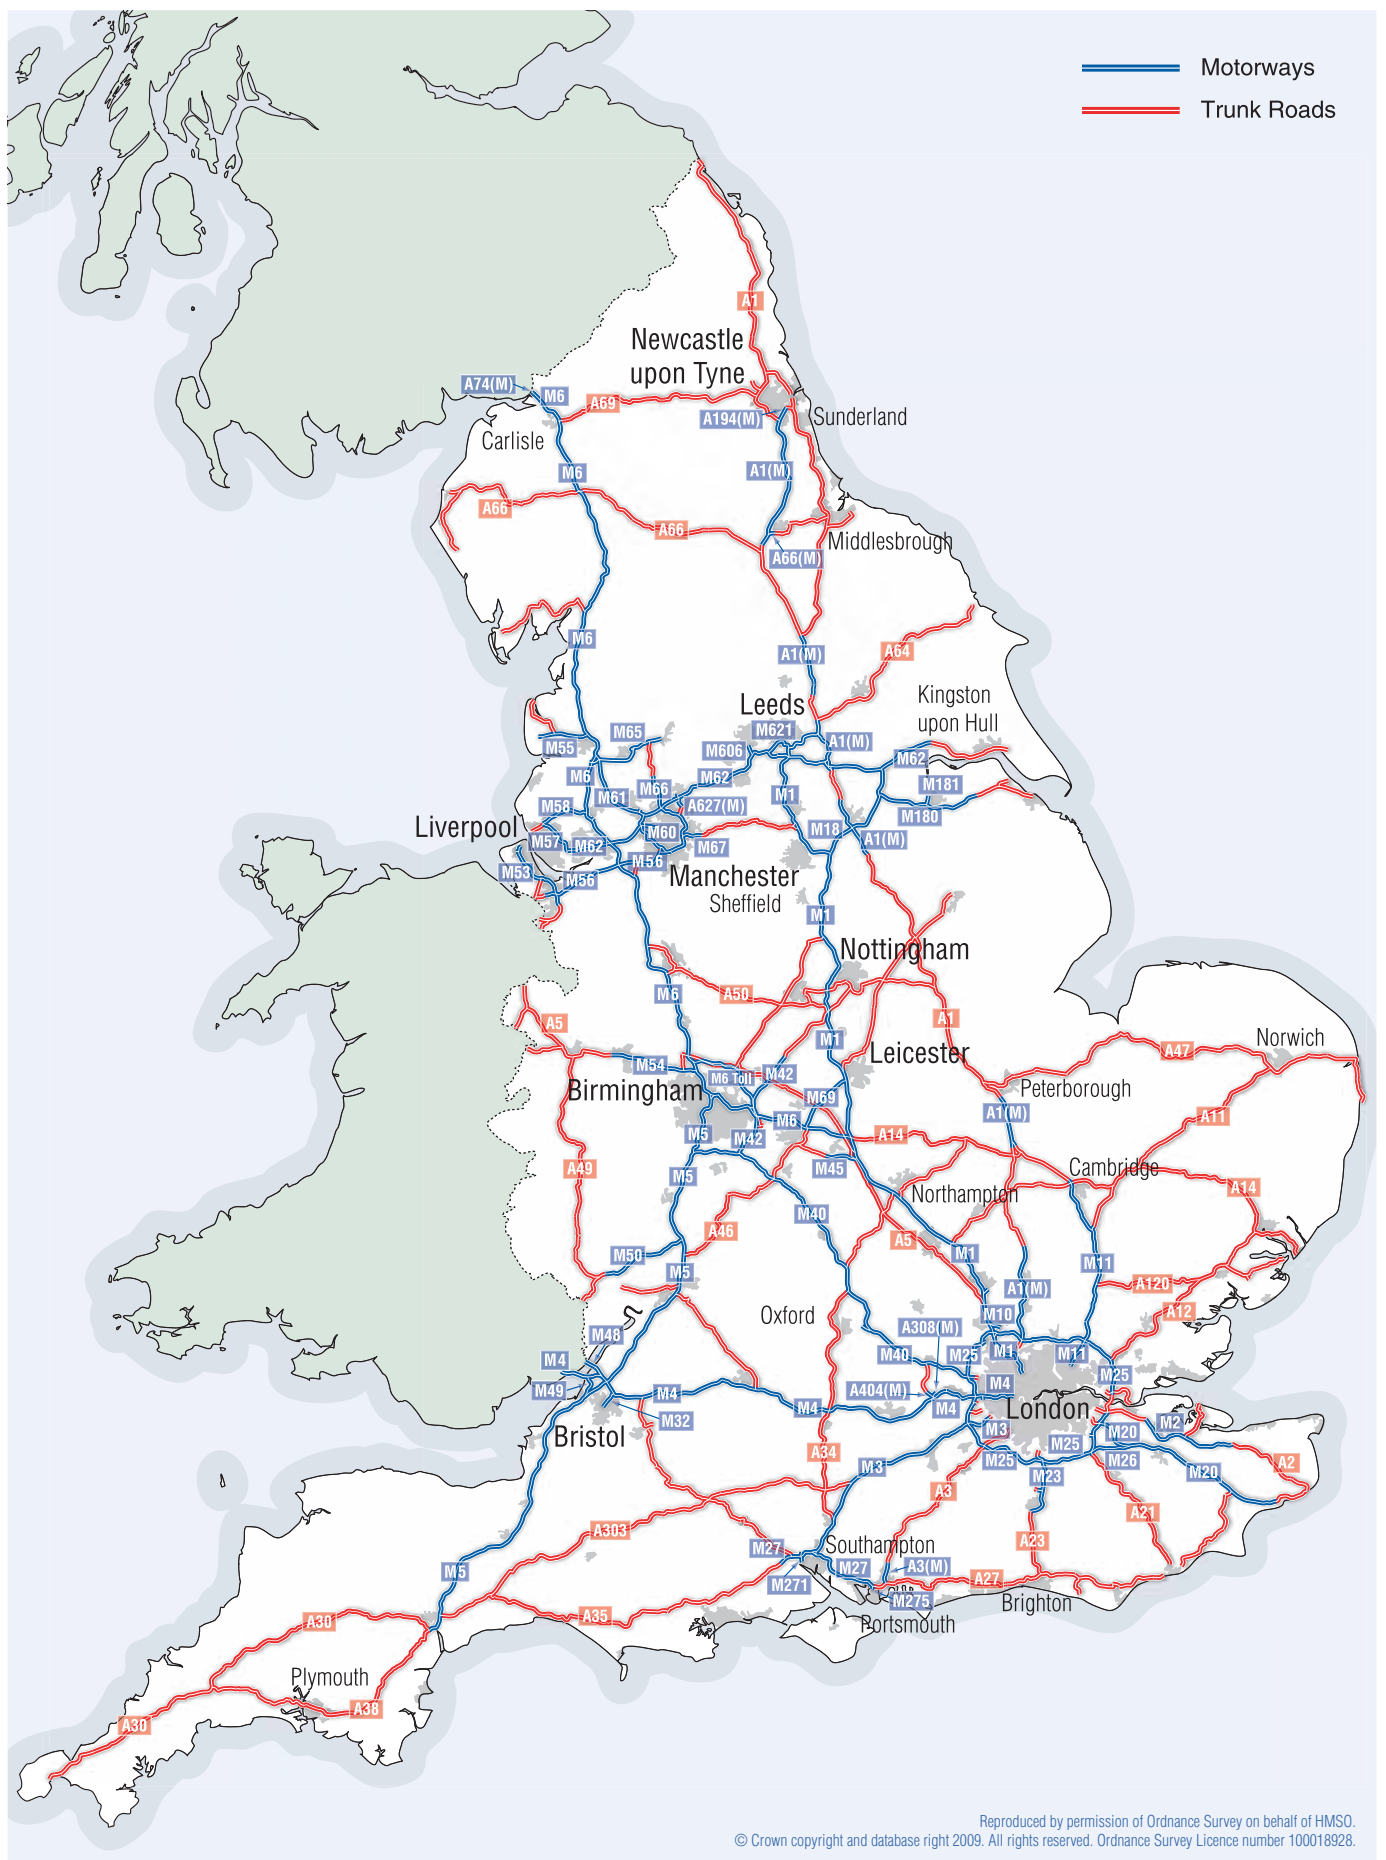 Motorways
Trunk Roads
A1
Newcastle
upon Tyne
A74(M)
M6
A69
A194(M)
Sunderland
Carlisle
M6
A1(M)
A66
A66
Middlesbrough
A66(M)
M6
A1(M)
A64
Kingston
upon Hull
Leeds
M65
M621
M606
A1(M)
M55
M62
M6
M62
M181
M66
M61
M1
M58
A627(M)
M180
Liverpool
M60
M18
M57
M62
M67
A1(M)
M56
M53
M56
Manchester
Sheffield
M1
Nottingham
M6
A50
A5
A1
M1
Norwich
A47
Leicester
M54
M6 Toll
M42
Birmingham
Peterborough
M69
A1(M)
A11
M6
M5
M42
A14
A49
M45
Cambridge
M5
Northampton
A14
M40
A46
A5
M50
M1
M11
M5
A1(M)
A120
Oxford
M10
A12
A308(M)
M48
M40
M25
M1
M11
M4
M49
A404(M)
M4
M25
M4
M4
M4
London
M32
M3
M20
M2
Bristol
M25
A34
M25
M26
A2
M3
M23
M20
A3
A21
A303
A23
Southampton
M27
M5
M27
A3(M)
A27
M271
M275
Brighton
A30
A35
Portsmouth
Plymouth
A38
A30
Reproduced by permission of Ordnance Survey on behalf of HMSO.
© Crown copyright and database right 2009. All rights reserved. Ordnance Survey Licence number 100018928.